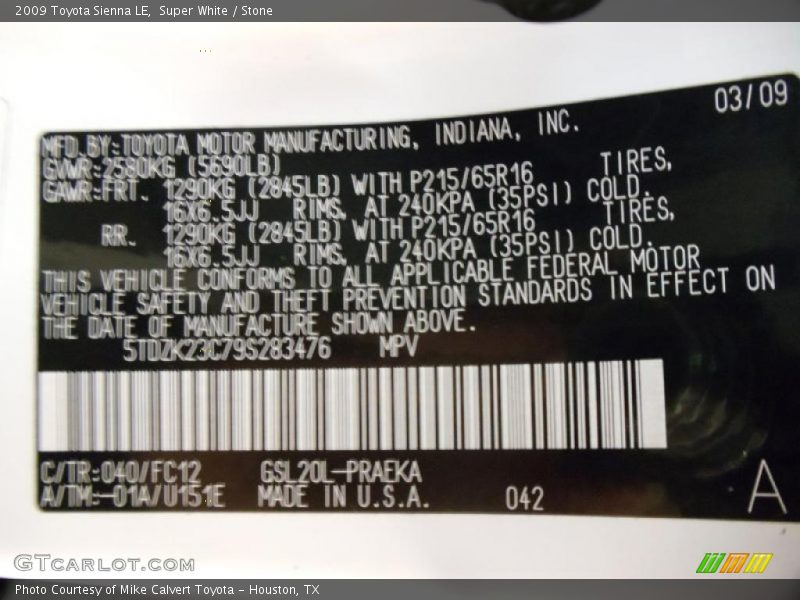 2009 Toyota Sienna LE,  Super White / Stone
03/09
MFD.BY:TOYOTA MOTOR MANUFACTURING, INDIANA, INC.
GVWR:2580KG (5690LB)
GAWR:FRT. 1290KG (2845LB) WITH P215/65R16 TIRES,
16X6.5JJ RIMS, AT 240KPA (35PSI) COLD.
RR. 1290KG (2845LB) WITH P215/65R16 TIRES,
16X6.5JJ RIMS, AT 240KPA (35PSI) COLD.
THIS VEHICLE CONFORMS TO ALL APPLICABLE FEDERAL MOTOR
VEHICLE SAFETY AND THEFT PREVENTION STANDARDS IN EFFECT ON
THE DATE OF MANUFACTURE SHOWN ABOVE.
5TDZK23C79S283476 MPV
C/TR:040/FC12 GSL20L-PRAEKA
A/TM:-01A/U151E MADE IN U.S.A. 042
A
GTCARLOT.COM
Photo Courtesy of Mike Calvert Toyota - Houston, TX